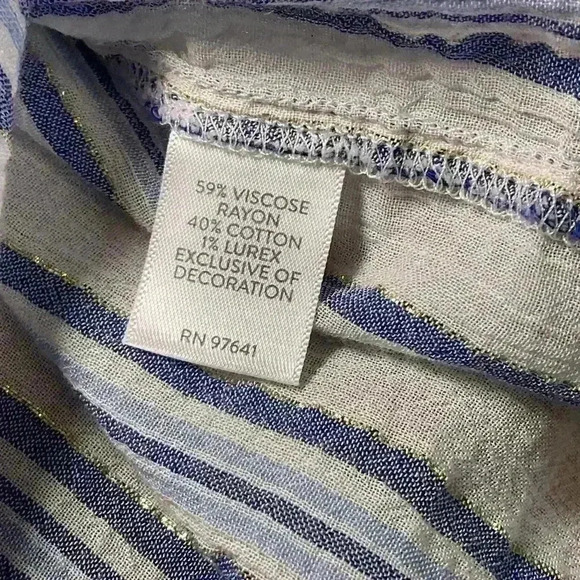 59% VISCOSE
RAYON
40% COTTON
1% LUREX
EXCLUSIVE OF
DECORATION
RN 97641